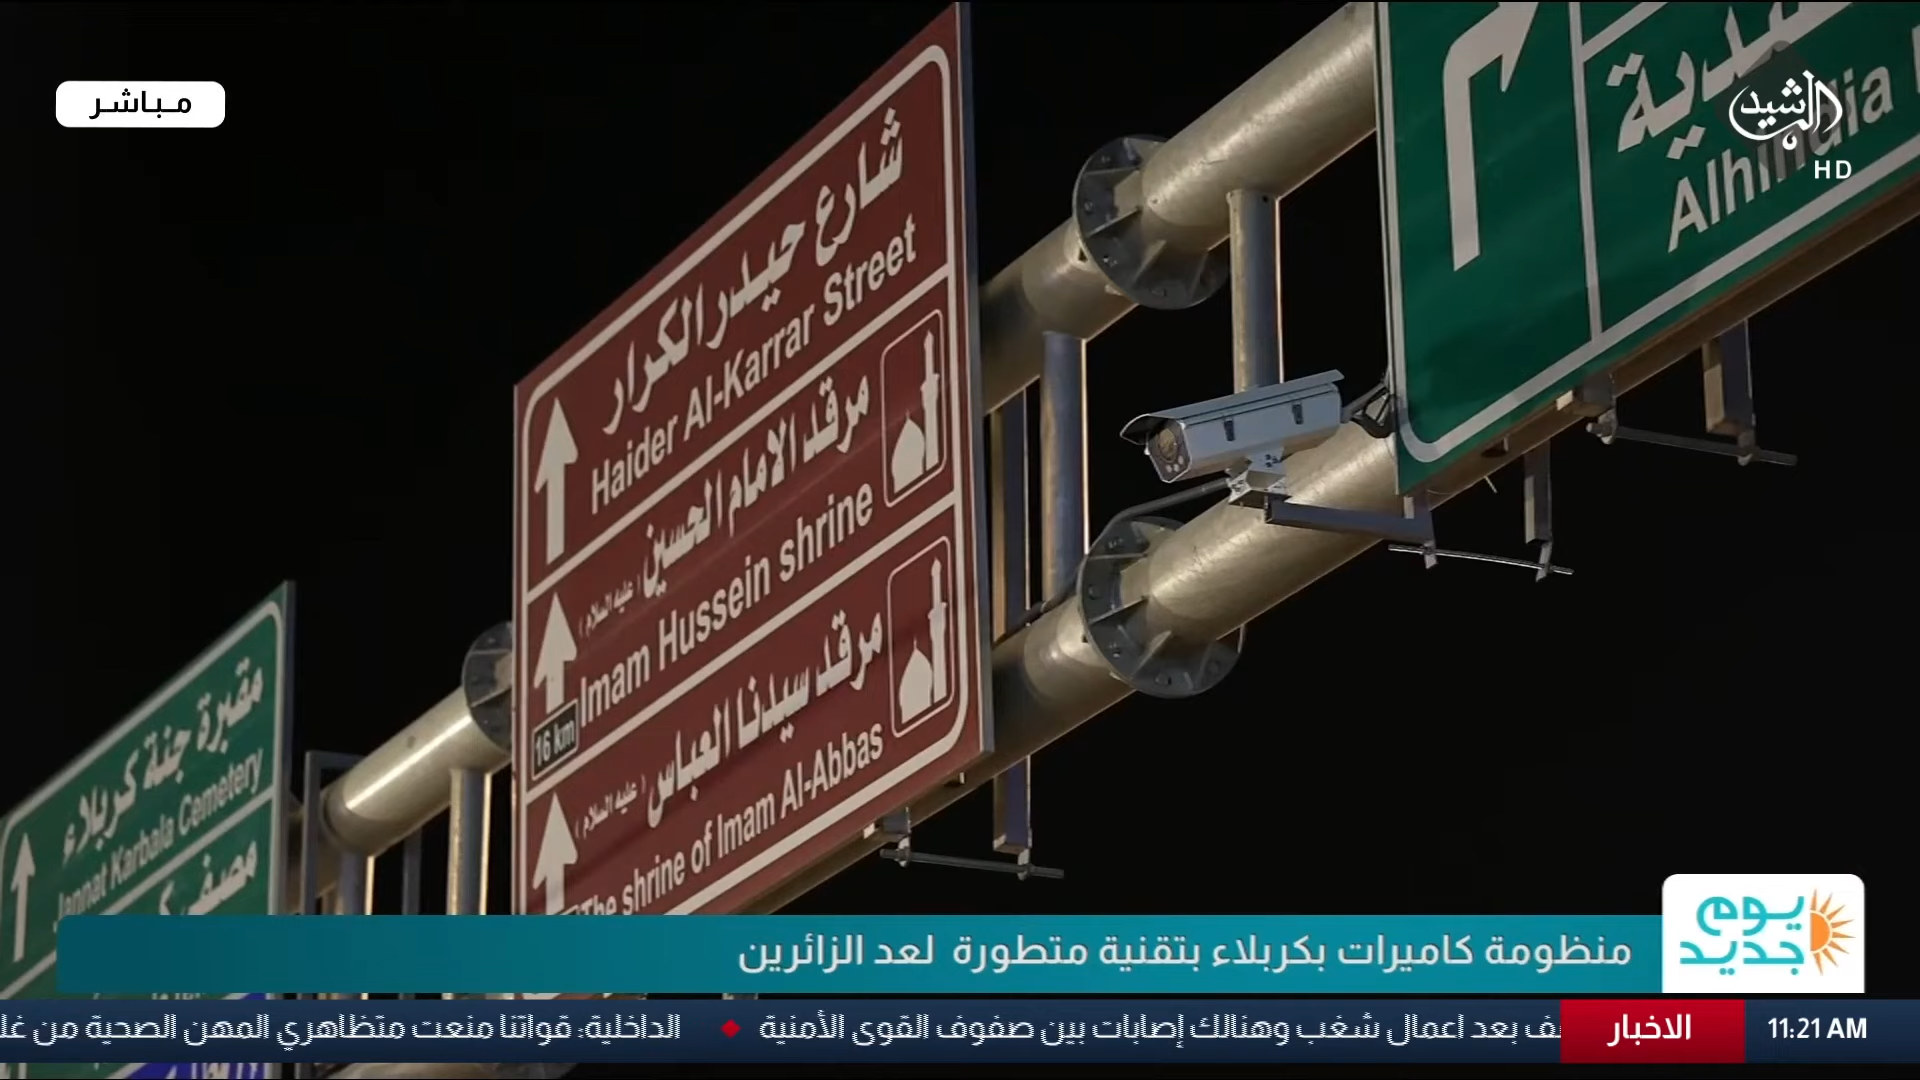 مباشر
الرشيد
HD
شارع حيدر الكرار
Haider Al-Karrar Street
مرقد الامام الحسين (عليه السلام)
Imam Hussein shrine
16 km
مرقد سيدنا العباس (عليه السلام)
The shrine of Imam Al-Abbas
مقبرة جنة كربلاء
Jannat Karbala Cemetery
يوم جديد
منظومة كاميرات بكربلاء بتقنية متطورة لعد الزائرين
11:21 AM
الاخبار
بعد اعمال شغب وهنالك إصابات بين صفوف القوى الأمنية
الداخلية: قواتنا منعت متظاهري المهن الصحية من